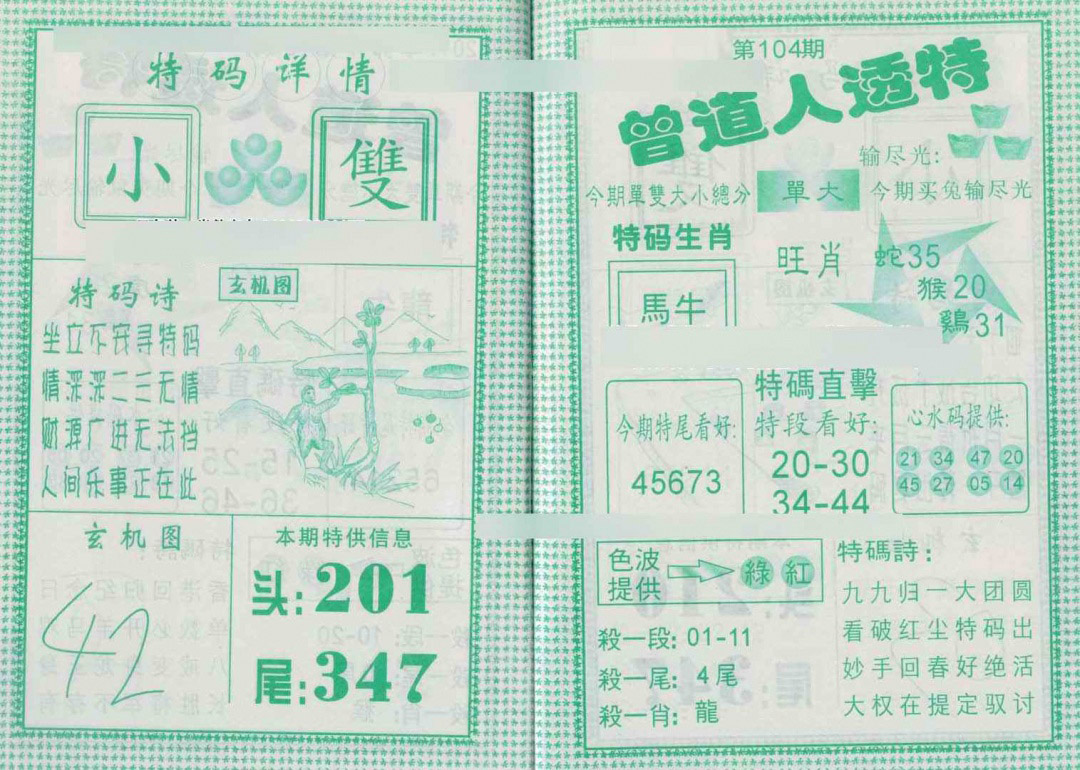 特码详情
小 雙
特码诗
坐立不安寻特码
情深深二三无情
财源广进无法挡
人间乐事正在此
玄机图
玄机图
42
本期特供信息
头:201
尾:347
第104期
曾道人透特
输尽光:
今期買兔输尽光
今期單雙大小總分 單大
特码生肖
馬牛
旺肖 蛇35
猴20
鷄31
今期特尾看好:
45673
特碼直擊
特段看好:
20-30
34-44
心水码提供:
21 34 47 20
45 27 05 14
色波
提供
綠 紅
殺一段: 01-11
殺一尾: 4尾
殺一肖: 龍
特碼詩:
九九归一大团圆
看破红尘特码出
妙手回春好绝活
大权在提定驭讨